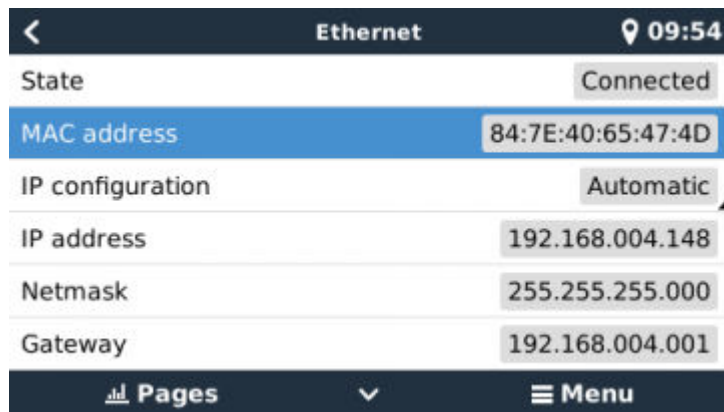 Ethernet 09:54
State Connected
MAC address 84:7E:40:65:47:4D
IP configuration Automatic
IP address 192.168.004.148
Netmask 255.255.255.000
Gateway 192.168.004.001
Pages Menu